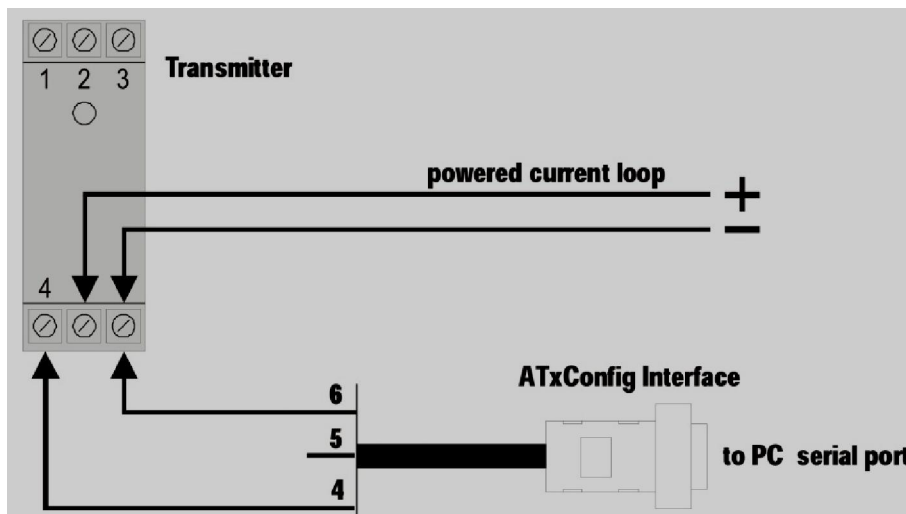 Transmitter
1 2 3
powered current loop
+
−
4
6
ATxConfig Interface
5
to PC serial port
4